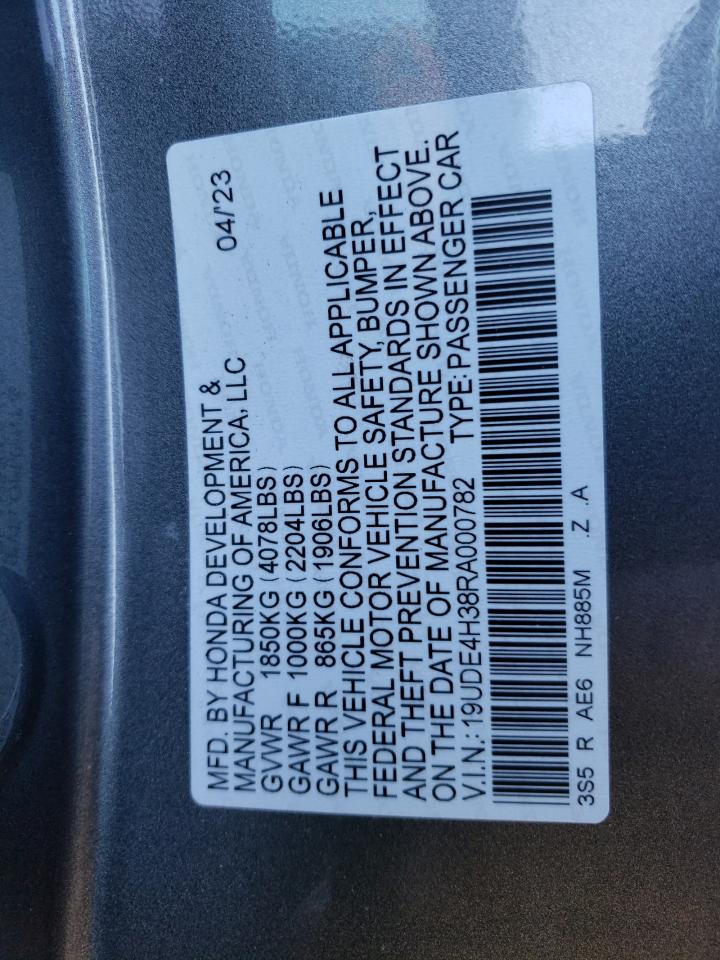 MFD. BY HONDA DEVELOPMENT &
MANUFACTURING OF AMERICA, LLC 04/'23
GVWR 1850KG (4078LBS)
GAWR F 1000KG (2204LBS)
GAWR R 865KG (1906LBS)
THIS VEHICLE CONFORMS TO ALL APPLICABLE
FEDERAL MOTOR VEHICLE SAFETY, BUMPER,
AND THEFT PREVENTION STANDARDS IN EFFECT
ON THE DATE OF MANUFACTURE SHOWN ABOVE.
V.I.N.: 19UDE4H38RA000782 TYPE: PASSENGER CAR
3S5 R AE6 NH885M .Z .A